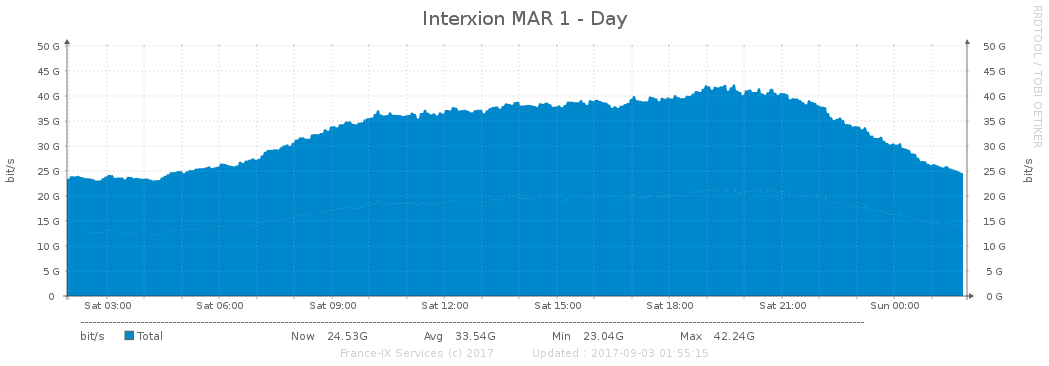 Interxion MAR 1 - Day
RRDTOOL / TOBI OETIKER
bit/s
50 G 50 G
45 G 45 G
40 G 40 G
35 G 35 G
30 G 30 G
25 G 25 G
20 G 20 G
15 G 15 G
10 G 10 G
5 G 5 G
0 0 G
bit/s
Sat 03:00 Sat 06:00 Sat 09:00 Sat 12:00 Sat 15:00 Sat 18:00 Sat 21:00 Sun 00:00
bit/s Total Now 24.53G Avg 33.54G Min 23.04G Max 42.24G
France-IX Services (c) 2017 Updated : 2017-09-03 01:55:15